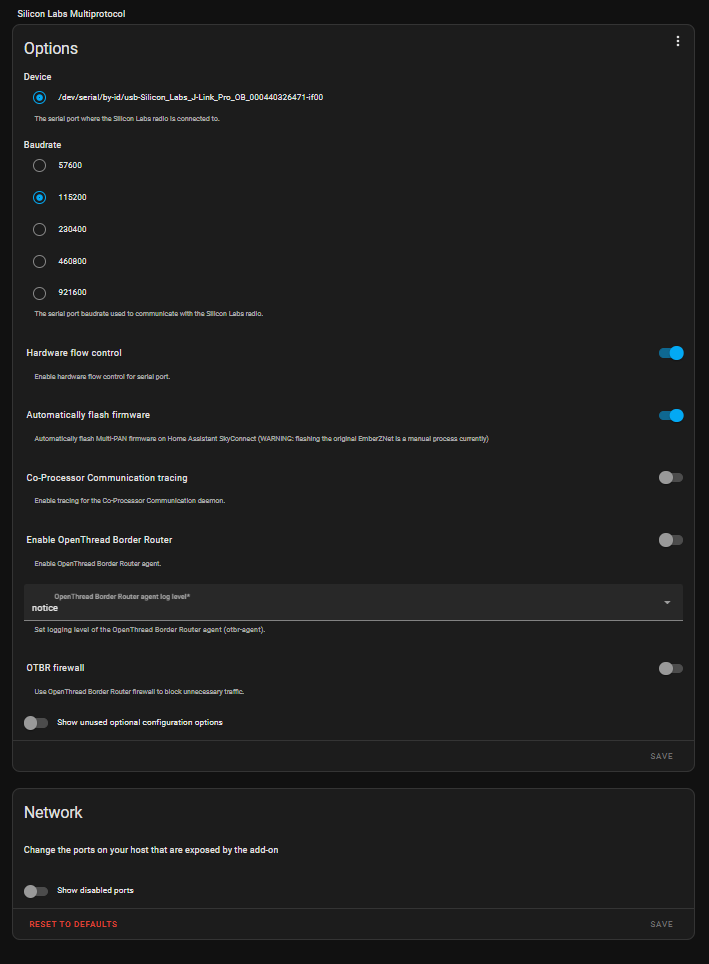 Silicon Labs Multiprotocol
Options
Device
/dev/serial/by-id/usb-Silicon_Labs_J-Link_Pro_OB_000440326471-if00
The serial port where the Silicon Labs radio is connected to.
Baudrate
57600
115200
230400
460800
921600
The serial port baudrate used to communicate with the Silicon Labs radio.
Hardware flow control
Enable hardware flow control for serial port.
Automatically flash firmware
Automatically flash Multi-PAN firmware on Home Assistant SkyConnect (WARNING: flashing the original EmberZNet is a manual process currently)
Co-Processor Communication tracing
Enable tracing for the Co-Processor Communication daemon.
Enable OpenThread Border Router
Enable OpenThread Border Router agent.
OpenThread Border Router agent log level*
notice
Set logging level of the OpenThread Border Router agent (otbr-agent).
OTBR firewall
Use OpenThread Border Router firewall to block unnecessary traffic.
Show unused optional configuration options
SAVE
Network
Change the ports on your host that are exposed by the add-on
Show disabled ports
RESET TO DEFAULTS
SAVE